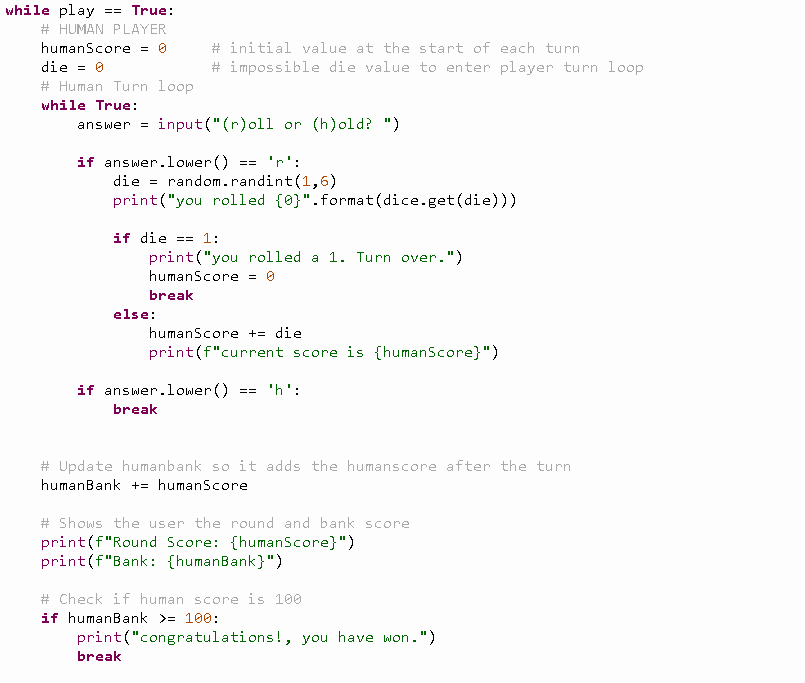 while play == True:
    # HUMAN PLAYER
    humanScore = 0     # initial value at the start of each turn
    die = 0            # impossible die value to enter player turn loop
    # Human Turn loop
    while True:
        answer = input("(r)oll or (h)old? ")

        if answer.lower() == 'r':
            die = random.randint(1,6)
            print("you rolled {0}".format(dice.get(die)))

            if die == 1:
                print("you rolled a 1. Turn over.")
                humanScore = 0
                break
            else:
                humanScore += die
                print(f"current score is {humanScore}")

        if answer.lower() == 'h':
            break


    # Update humanbank so it adds the humanscore after the turn
    humanBank += humanScore

    # Shows the user the round and bank score
    print(f"Round Score: {humanScore}")
    print(f"Bank: {humanBank}")

    # Check if human score is 100
    if humanBank >= 100:
        print("congratulations!, you have won.")
        break